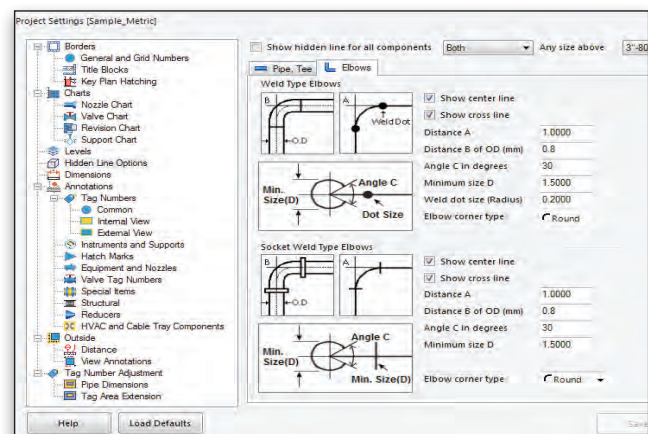 Project Settings [Sample_Metric]
Borders
General and Grid Numbers
Title Blocks
Key Plan Hatching
Charts
Nozzle Chart
Valve Chart
Revision Chart
Support Chart
Levels
Hidden Line Options
Dimensions
Annotations
Tag Numbers
Common
Internal View
External View
Instruments and Supports
Hatch Marks
Equipment and Nozzles
Valve Tag Numbers
Special Items
Structural
Reducers
HVAC and Cable Tray Components
Outside
Distance
View Annotations
Tag Number Adjustment
Pipe Dimensions
Tag Area Extension
Show hidden line for all components Both Any size above 3"-80
Pipe, Tee Elbows
Weld Type Elbows
B A
WeldDot
O.D
Min. Size(D)
Angle C
Dot Size
Show center line
Show cross line
Distance A 1.0000
Distance B of OD (mm) 0.8
Angle C in degrees 30
Minimum size D 1.5000
Weld dot size (Radius) 0.2000
Elbow corner type Round
Socket Weld Type Elbows
B A
O.D
Min. Size(D)
Angle C
Min. Size(D)
Show center line
Show cross line
Distance A 1.0000
Distance B of OD (mm) 0.8
Angle C in degrees 30
Minimum size D 1.5000
Elbow corner type Round
Help Load Defaults Save